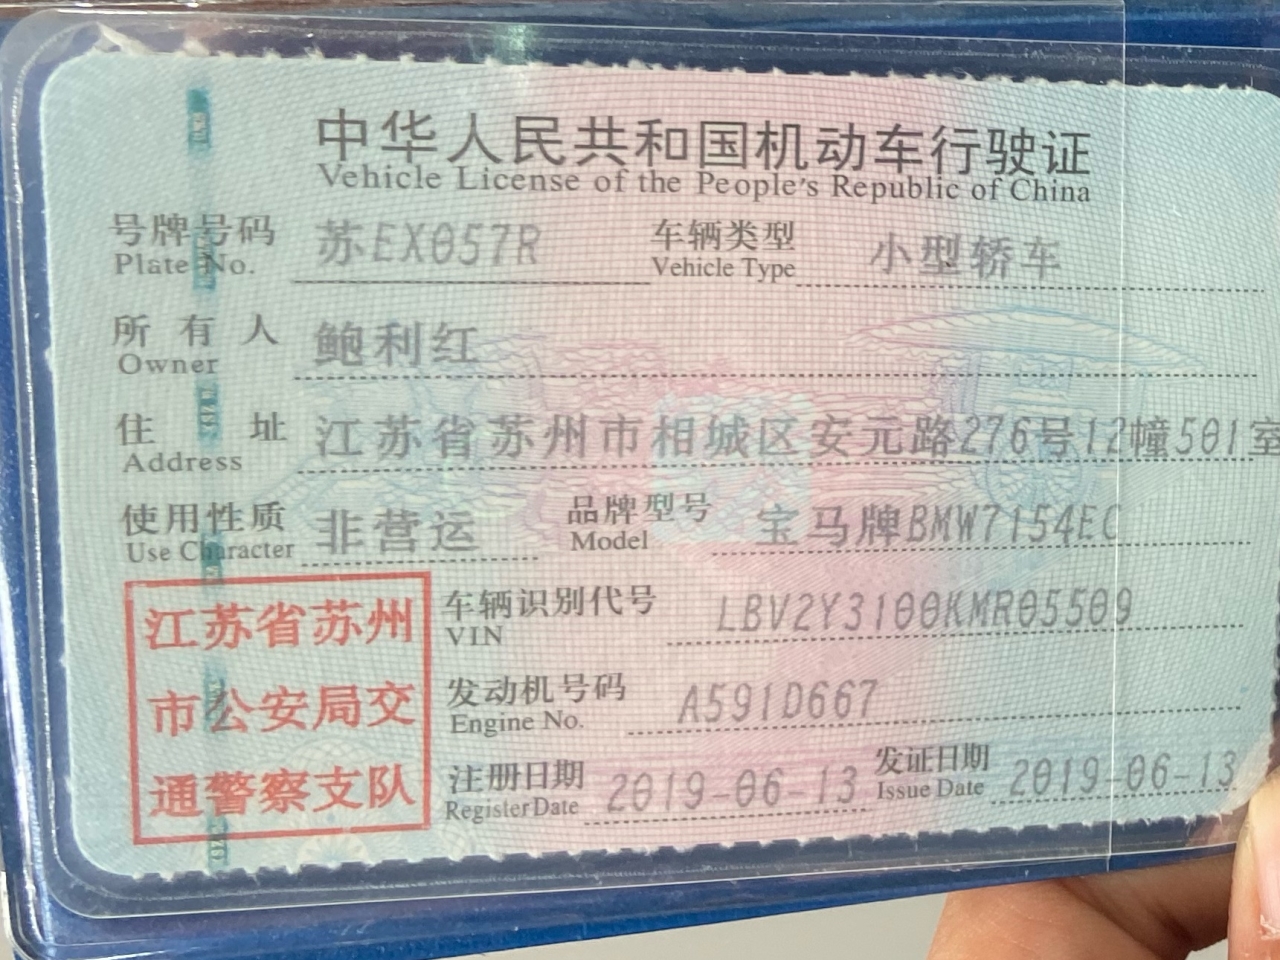 中华人民共和国机动车行驶证
Vehicle License of the People's Republic of China
号牌号码 苏EX057R 车辆类型 小型轿车
Plate No. Vehicle Type
所有人 鲍利红
Owner
住址 江苏省苏州市相城区安元路276号12幢501室
Address
使用性质 非营运 品牌型号 宝马牌BMW7154EC
Use Character Model
江苏省苏州
市公安局交
通警察支队
车辆识别代号 LBV2Y3100KMR05509
VIN
发动机号码 A591D667
Engine No.
注册日期 2019-06-13 发证日期 2019-06-13
Register Date Issue Date